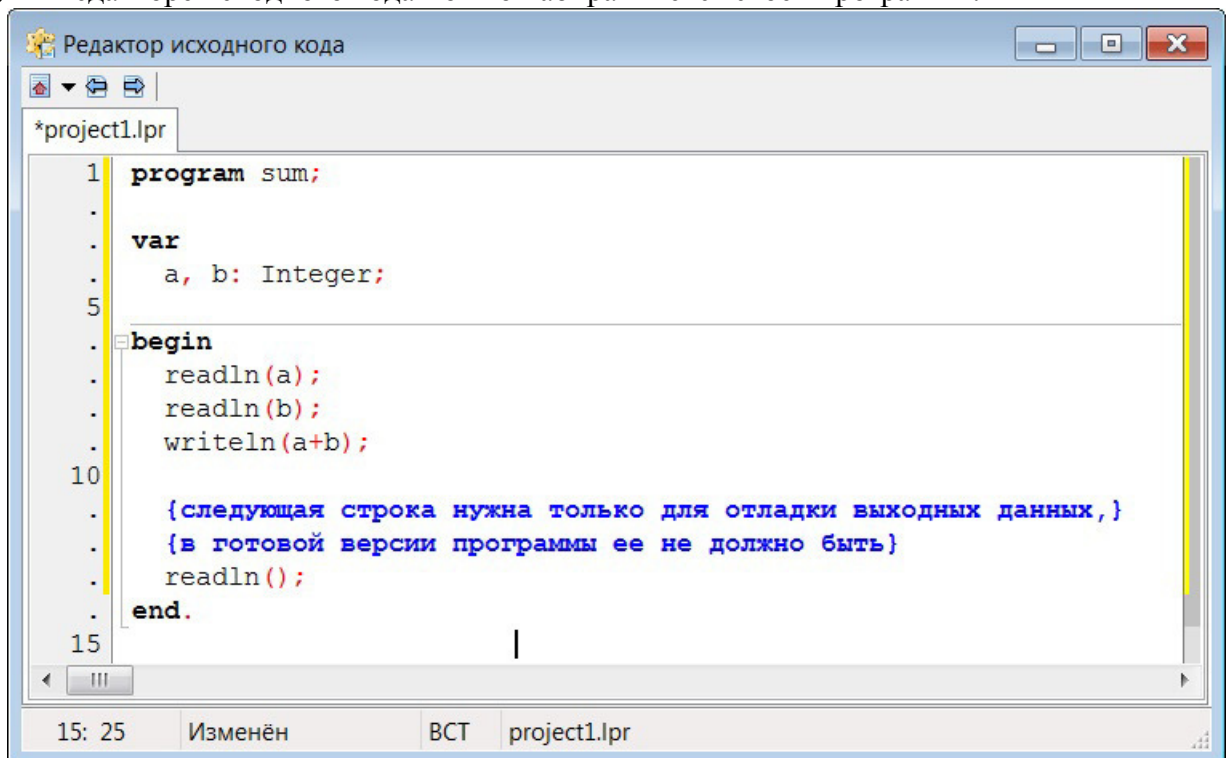 Редактор исходного кода
*project1.lpr
1 program sum;
.
. var
. a, b: Integer;
5
. begin
. readln(a);
. readln(b);
. writeln(a+b);
10
. {следующая строка нужна только для отладки выходных данных,}
. {в готовой версии программы ее не должно быть}
. readln();
. end.
15
15: 25 Изменён ВСТ project1.lpr